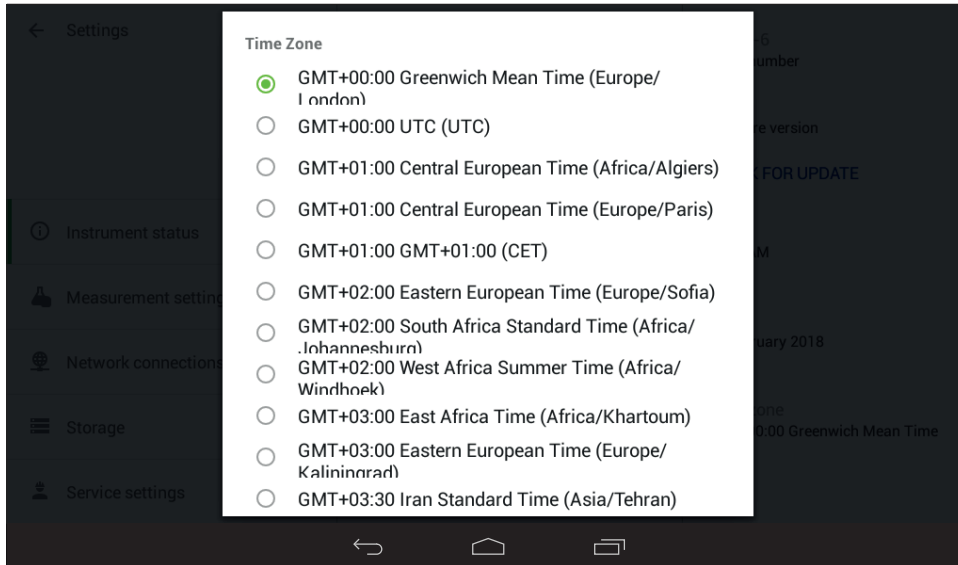 Settings
Instrument status
Measurement setting
Network connections
Storage
Service settings
Time Zone
GMT+00:00 Greenwich Mean Time (Europe/
London)
GMT+00:00 UTC (UTC)
GMT+01:00 Central European Time (Africa/Algiers)
GMT+01:00 Central European Time (Europe/Paris)
GMT+01:00 GMT+01:00 (CET)
GMT+02:00 Eastern European Time (Europe/Sofia)
GMT+02:00 South Africa Standard Time (Africa/
Johannesburg)
GMT+02:00 West Africa Summer Time (Africa/
Windhoek)
GMT+03:00 East Africa Time (Africa/Khartoum)
GMT+03:00 Eastern European Time (Europe/
Kaliningrad)
GMT+03:30 Iran Standard Time (Asia/Tehran)
-6
umber
re version
FOR UPDATE
AM
uary 2018
one
0:00 Greenwich Mean Time